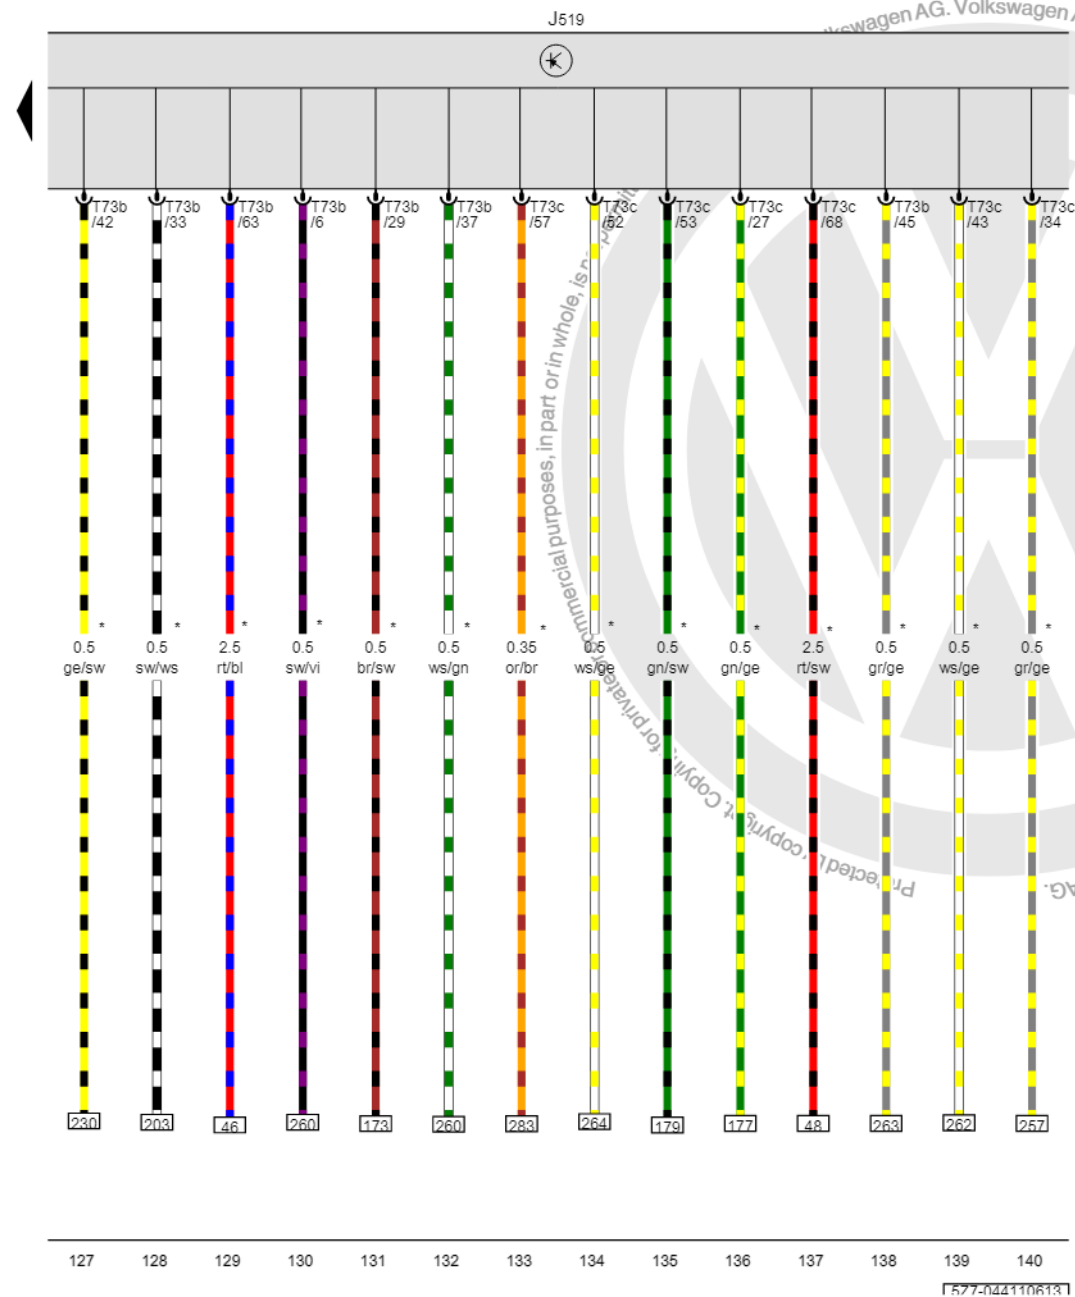 J519
T73b T73b T73b T73b T73b T73b T73c T73c T73c T73c T73c T73b T73c T73c
/42 /33 /63 /6 /29 /37 /57 /52 /53 /27 /68 /45 /43 /34
* * * * * * * * * * * * * *
0.5 0.5 2.5 0.5 0.5 0.5 0.35 0.5 0.5 0.5 2.5 0.5 0.5 0.5
ge/sw sw/ws rt/bl sw/vi br/sw ws/gn or/br ws/ge gn/sw gn/ge rt/sw gr/ge ws/ge gr/ge
230 203 46 260 173 260 283 264 179 177 48 263 262 257
127 128 129 130 131 132 133 134 135 136 137 138 139 140
577-044110613
AG. Volkswagen
commercial purposes, in part or in whole, is
for private or
copyright. Copying
AG.